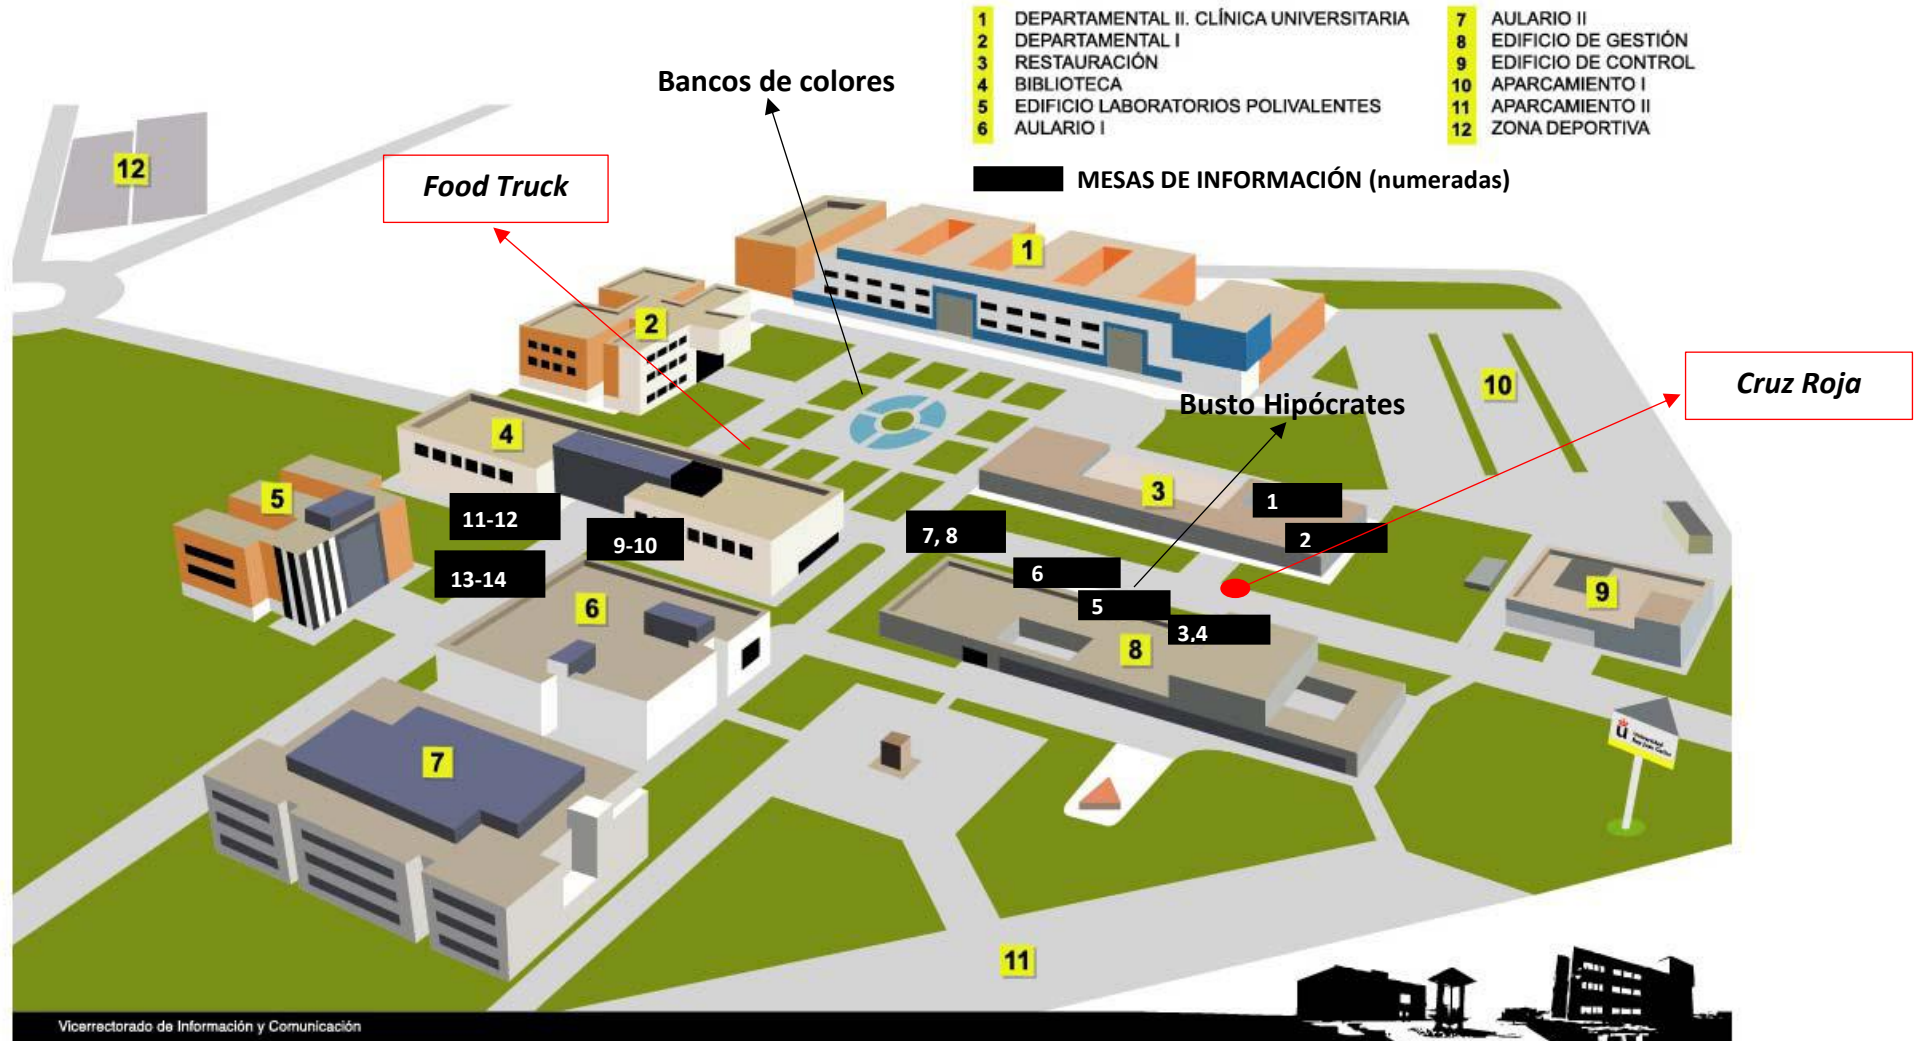 1 DEPARTAMENTAL II. CLÍNICA UNIVERSITARIA
2 DEPARTAMENTAL I
3 RESTAURACIÓN
4 BIBLIOTECA
5 EDIFICIO LABORATORIOS POLIVALENTES
6 AULARIO I
7 AULARIO II
8 EDIFICIO DE GESTIÓN
9 EDIFICIO DE CONTROL
10 APARCAMIENTO I
11 APARCAMIENTO II
12 ZONA DEPORTIVA
MESAS DE INFORMACIÓN (numeradas)
Bancos de colores
Food Truck
12
1
2
10
Cruz Roja
Busto Hipócrates
4
5
3
1
2
11-12
9-10
7, 8
13-14
6
6
5
3,4
8
9
ü Universidad
Rey Juan Carlos
7
11
Vicerrectorado de Información y Comunicación